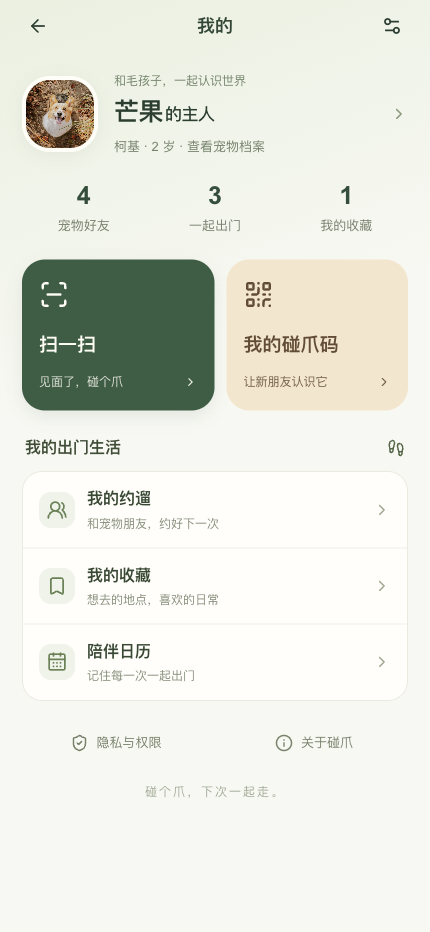 我的
和毛孩子，一起认识世界
芒果的主人
柯基 · 2 岁 · 查看宠物档案
4
宠物好友
3
一起出门
1
我的收藏
扫一扫
见面了，碰个爪
我的碰爪码
让新朋友认识它
我的出门生活
我的约遛
和宠物朋友，约好下一次
我的收藏
想去的地点，喜欢的日常
陪伴日历
记住每一次一起出门
隐私与权限
关于碰爪
碰个爪，下次一起走。